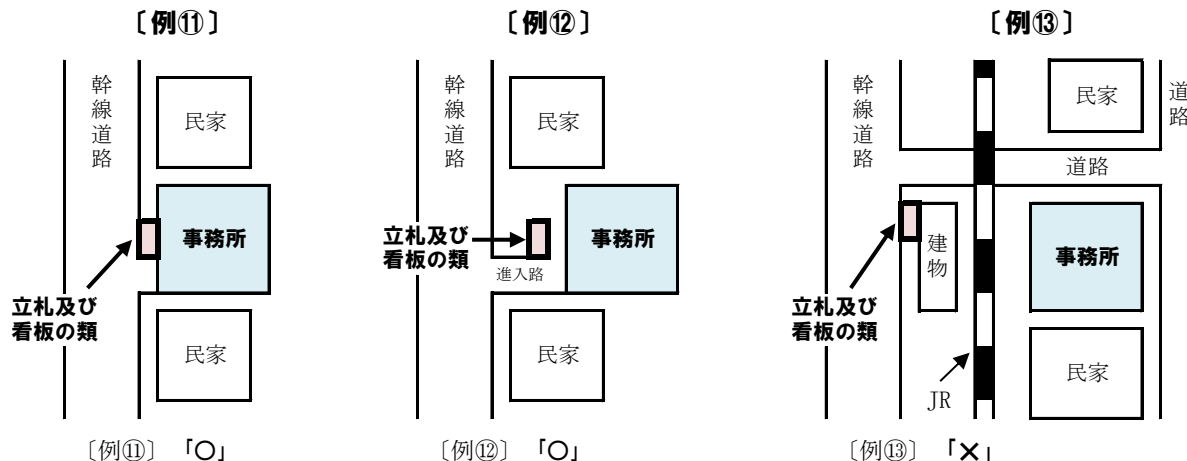 〔例⑪〕
幹線道路
民家
立札及び
看板の類
事務所
民家
〔例⑪〕「○」
〔例⑫〕
幹線道路
民家
立札及び
看板の類
事務所
進入路
民家
〔例⑫〕「○」
〔例⑬〕
幹線道路
民家
道路
道路
建物
事務所
立札及び
看板の類
民家
JR
〔例⑬〕「×」